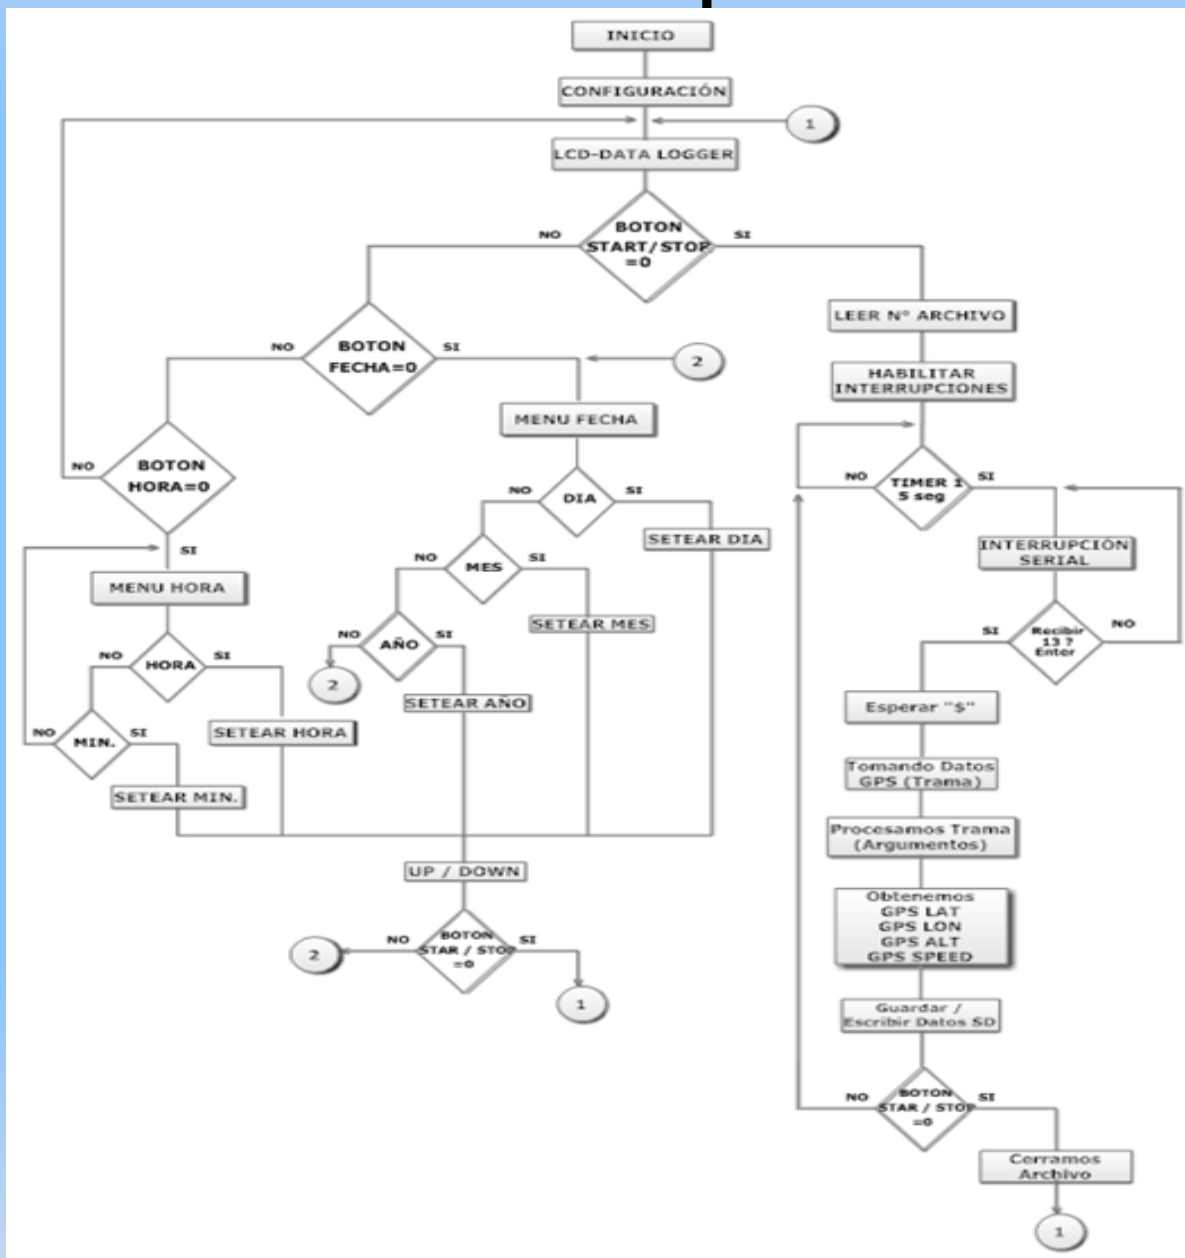 INICIO
CONFIGURACIÓN
1
LCD-DATA LOGGER
BOTON
START/STOP
=0
NO
SI
LEER N° ARCHIVO
HABILITAR
INTERRUPCIONES
BOTON
FECHA=0
NO
SI
2
MENU FECHA
BOTON
HORA=0
NO
SI
MENU HORA
HORA
NO
SI
SETEAR HORA
MIN.
NO
SI
SETEAR MIN.
DIA
NO
SI
SETEAR DIA
MES
NO
SI
SETEAR MES
AÑO
NO
SI
2
SETEAR AÑO
UP / DOWN
BOTON
STAR / STOP
=0
NO
SI
2
1
TIMER 1
5 seg
NO
SI
INTERRUPCIÓN
SERIAL
Recibir
13 ?
Enter
SI
NO
Esperar "$"
Tomando Datos
GPS (Trama)
Procesamos Trama
(Argumentos)
Obtenemos
GPS LAT
GPS LON
GPS ALT
GPS SPEED
Guardar /
Escribir Datos SD
BOTON
STAR / STOP
=0
NO
SI
Cerramos
Archivo
1